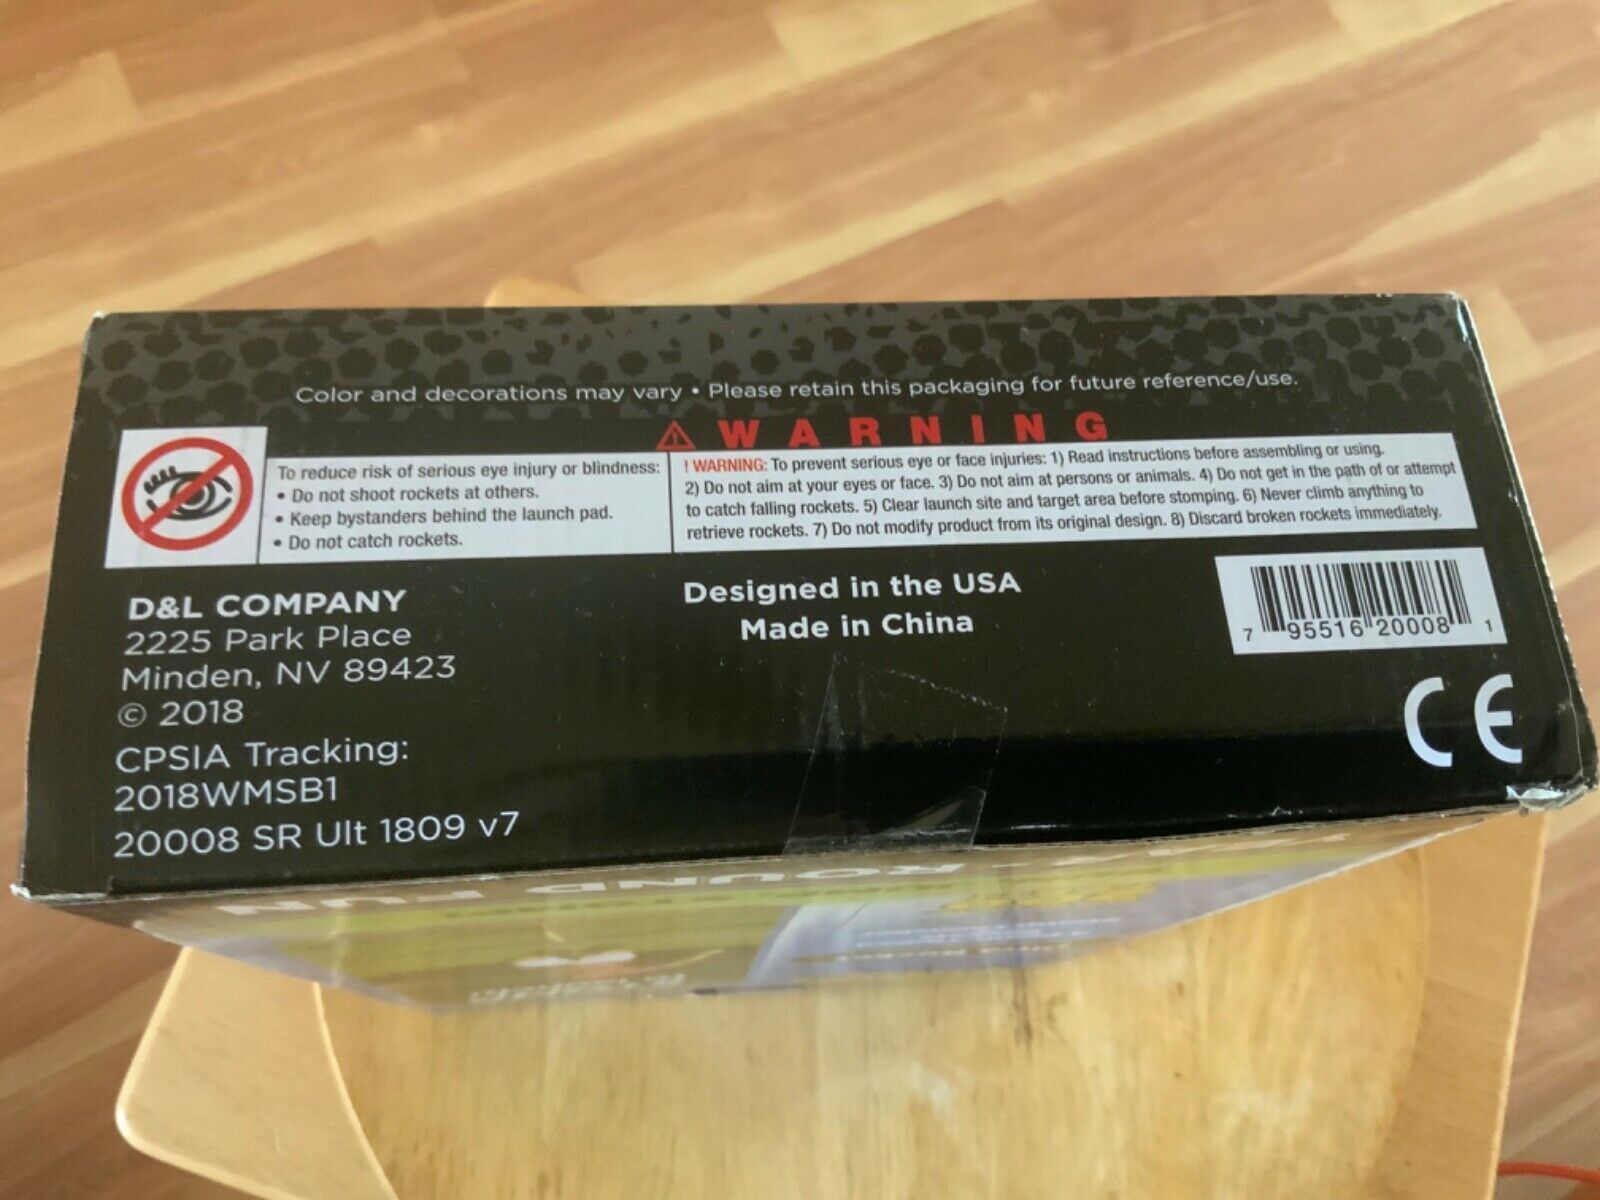 Color and decorations may vary • Please retain this packaging for future reference/use.
WARNING
To reduce risk of serious eye injury or blindness:
• Do not shoot rockets at others.
• Keep bystanders behind the launch pad.
• Do not catch rockets.
! WARNING: To prevent serious eye or face injuries: 1) Read instructions before assembling or using.
2) Do not aim at your eyes or face. 3) Do not aim at persons or animals. 4) Do not get in the path of or attempt
to catch falling rockets. 5) Clear launch site and target area before stomping. 6) Never climb anything to
retrieve rockets. 7) Do not modify product from its original design. 8) Discard broken rockets immediately.
D&L COMPANY
2225 Park Place
Minden, NV 89423
© 2018
CPSIA Tracking:
2018WMSB1
20008 SR Ult 1809 v7
Designed in the USA
Made in China
7 95516 20008 1
CE
ROUND FUN